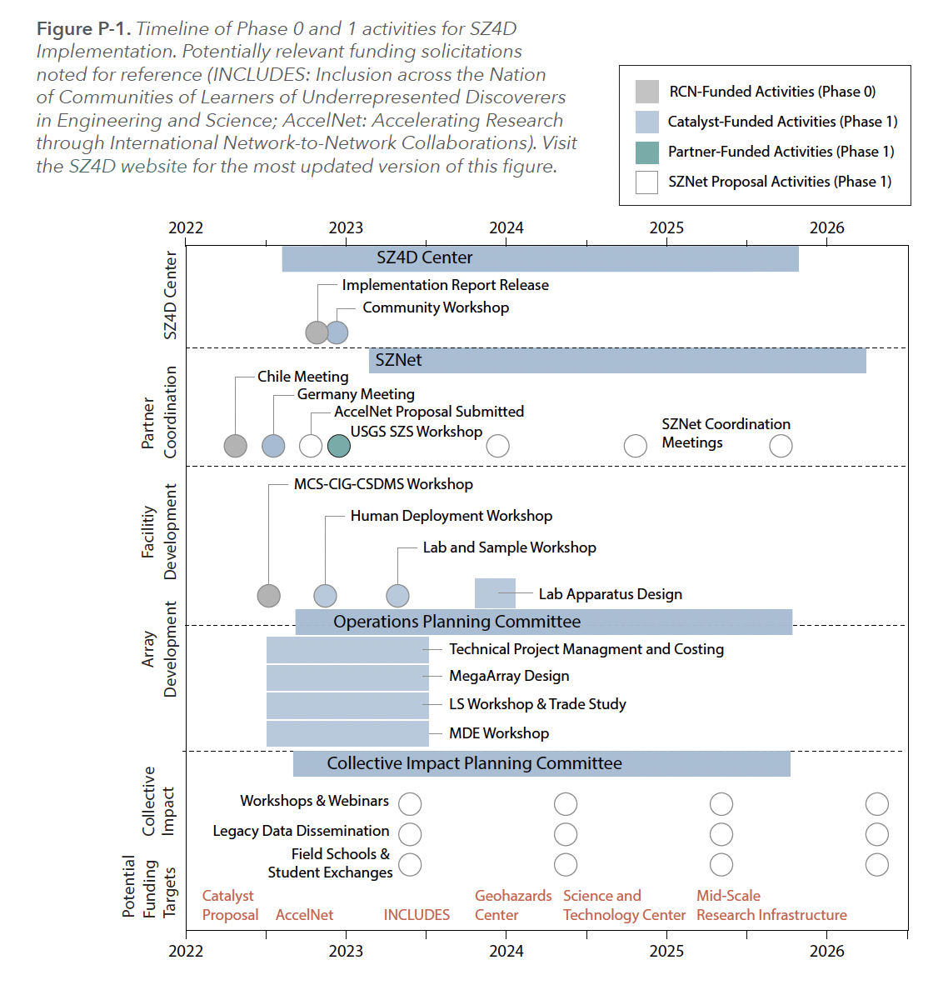 Figure P-1. Timeline of Phase 0 and 1 activities for SZ4D
Implementation. Potentially relevant funding solicitations
noted for reference (INCLUDES: Inclusion across the Nation
of Communities of Learners of Underrepresented Discoverers
in Engineering and Science; AccelNet: Accelerating Research
through International Network-to-Network Collaborations). Visit
the SZ4D website for the most updated version of this figure.
RCN-Funded Activities (Phase 0)
Catalyst-Funded Activities (Phase 1)
Partner-Funded Activities (Phase 1)
SZNet Proposal Activities (Phase 1)
2022 2023 2024 2025 2026
SZ4D Center
SZ4D Center
Implementation Report Release
Community Workshop
Partner
Coordination
SZNet
Chile Meeting
Germany Meeting
AccelNet Proposal Submitted
USGS SZS Workshop
SZNet Coordination
Meetings
Facilitiy
Development
MCS-CIG-CSDMS Workshop
Human Deployment Workshop
Lab and Sample Workshop
Lab Apparatus Design
Array
Development
Operations Planning Committee
Technical Project Managment and Costing
MegaArray Design
LS Workshop & Trade Study
MDE Workshop
Collective
Impact
Collective Impact Planning Committee
Workshops & Webinars
Legacy Data Dissemination
Field Schools &
Student Exchanges
Potential
Funding
Targets
Catalyst
Proposal
AccelNet
INCLUDES
Geohazards
Center
Science and
Technology Center
Mid-Scale
Research Infrastructure
2022 2023 2024 2025 2026